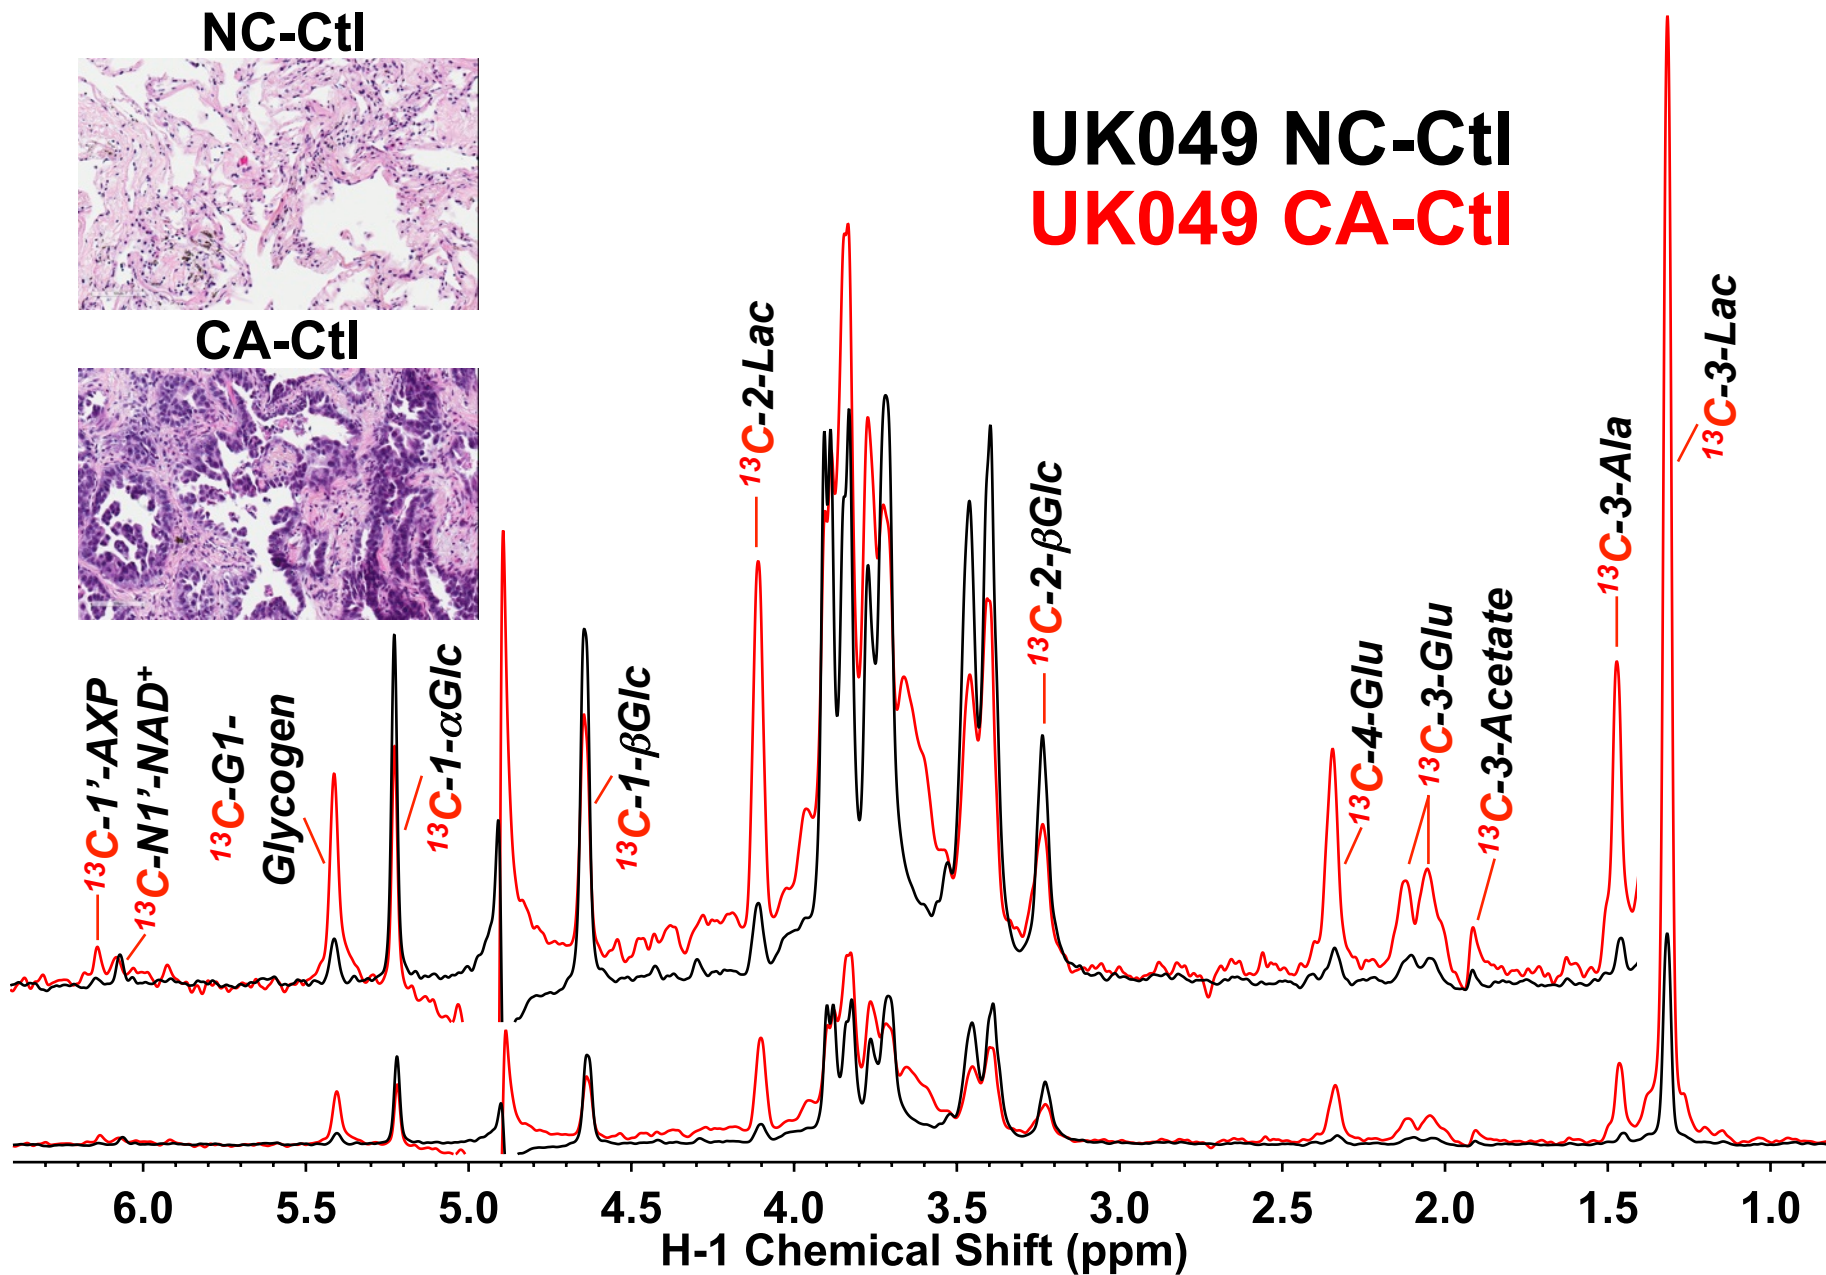 NC-Ctl
CA-Ctl
UK049 NC-Ctl
UK049 CA-Ctl
13C-1'-AXP
13C-N1'-NAD+
13C-G1-
Glycogen
13C-1-αGlc
13C-1-βGlc
13C-2-Lac
13C-2-βGlc
13C-4-Glu
13C-3-Glu
13C-3-Acetate
13C-3-Ala
13C-3-Lac
6.0 5.5 5.0 4.5 4.0 3.5 3.0 2.5 2.0 1.5 1.0
H-1 Chemical Shift (ppm)